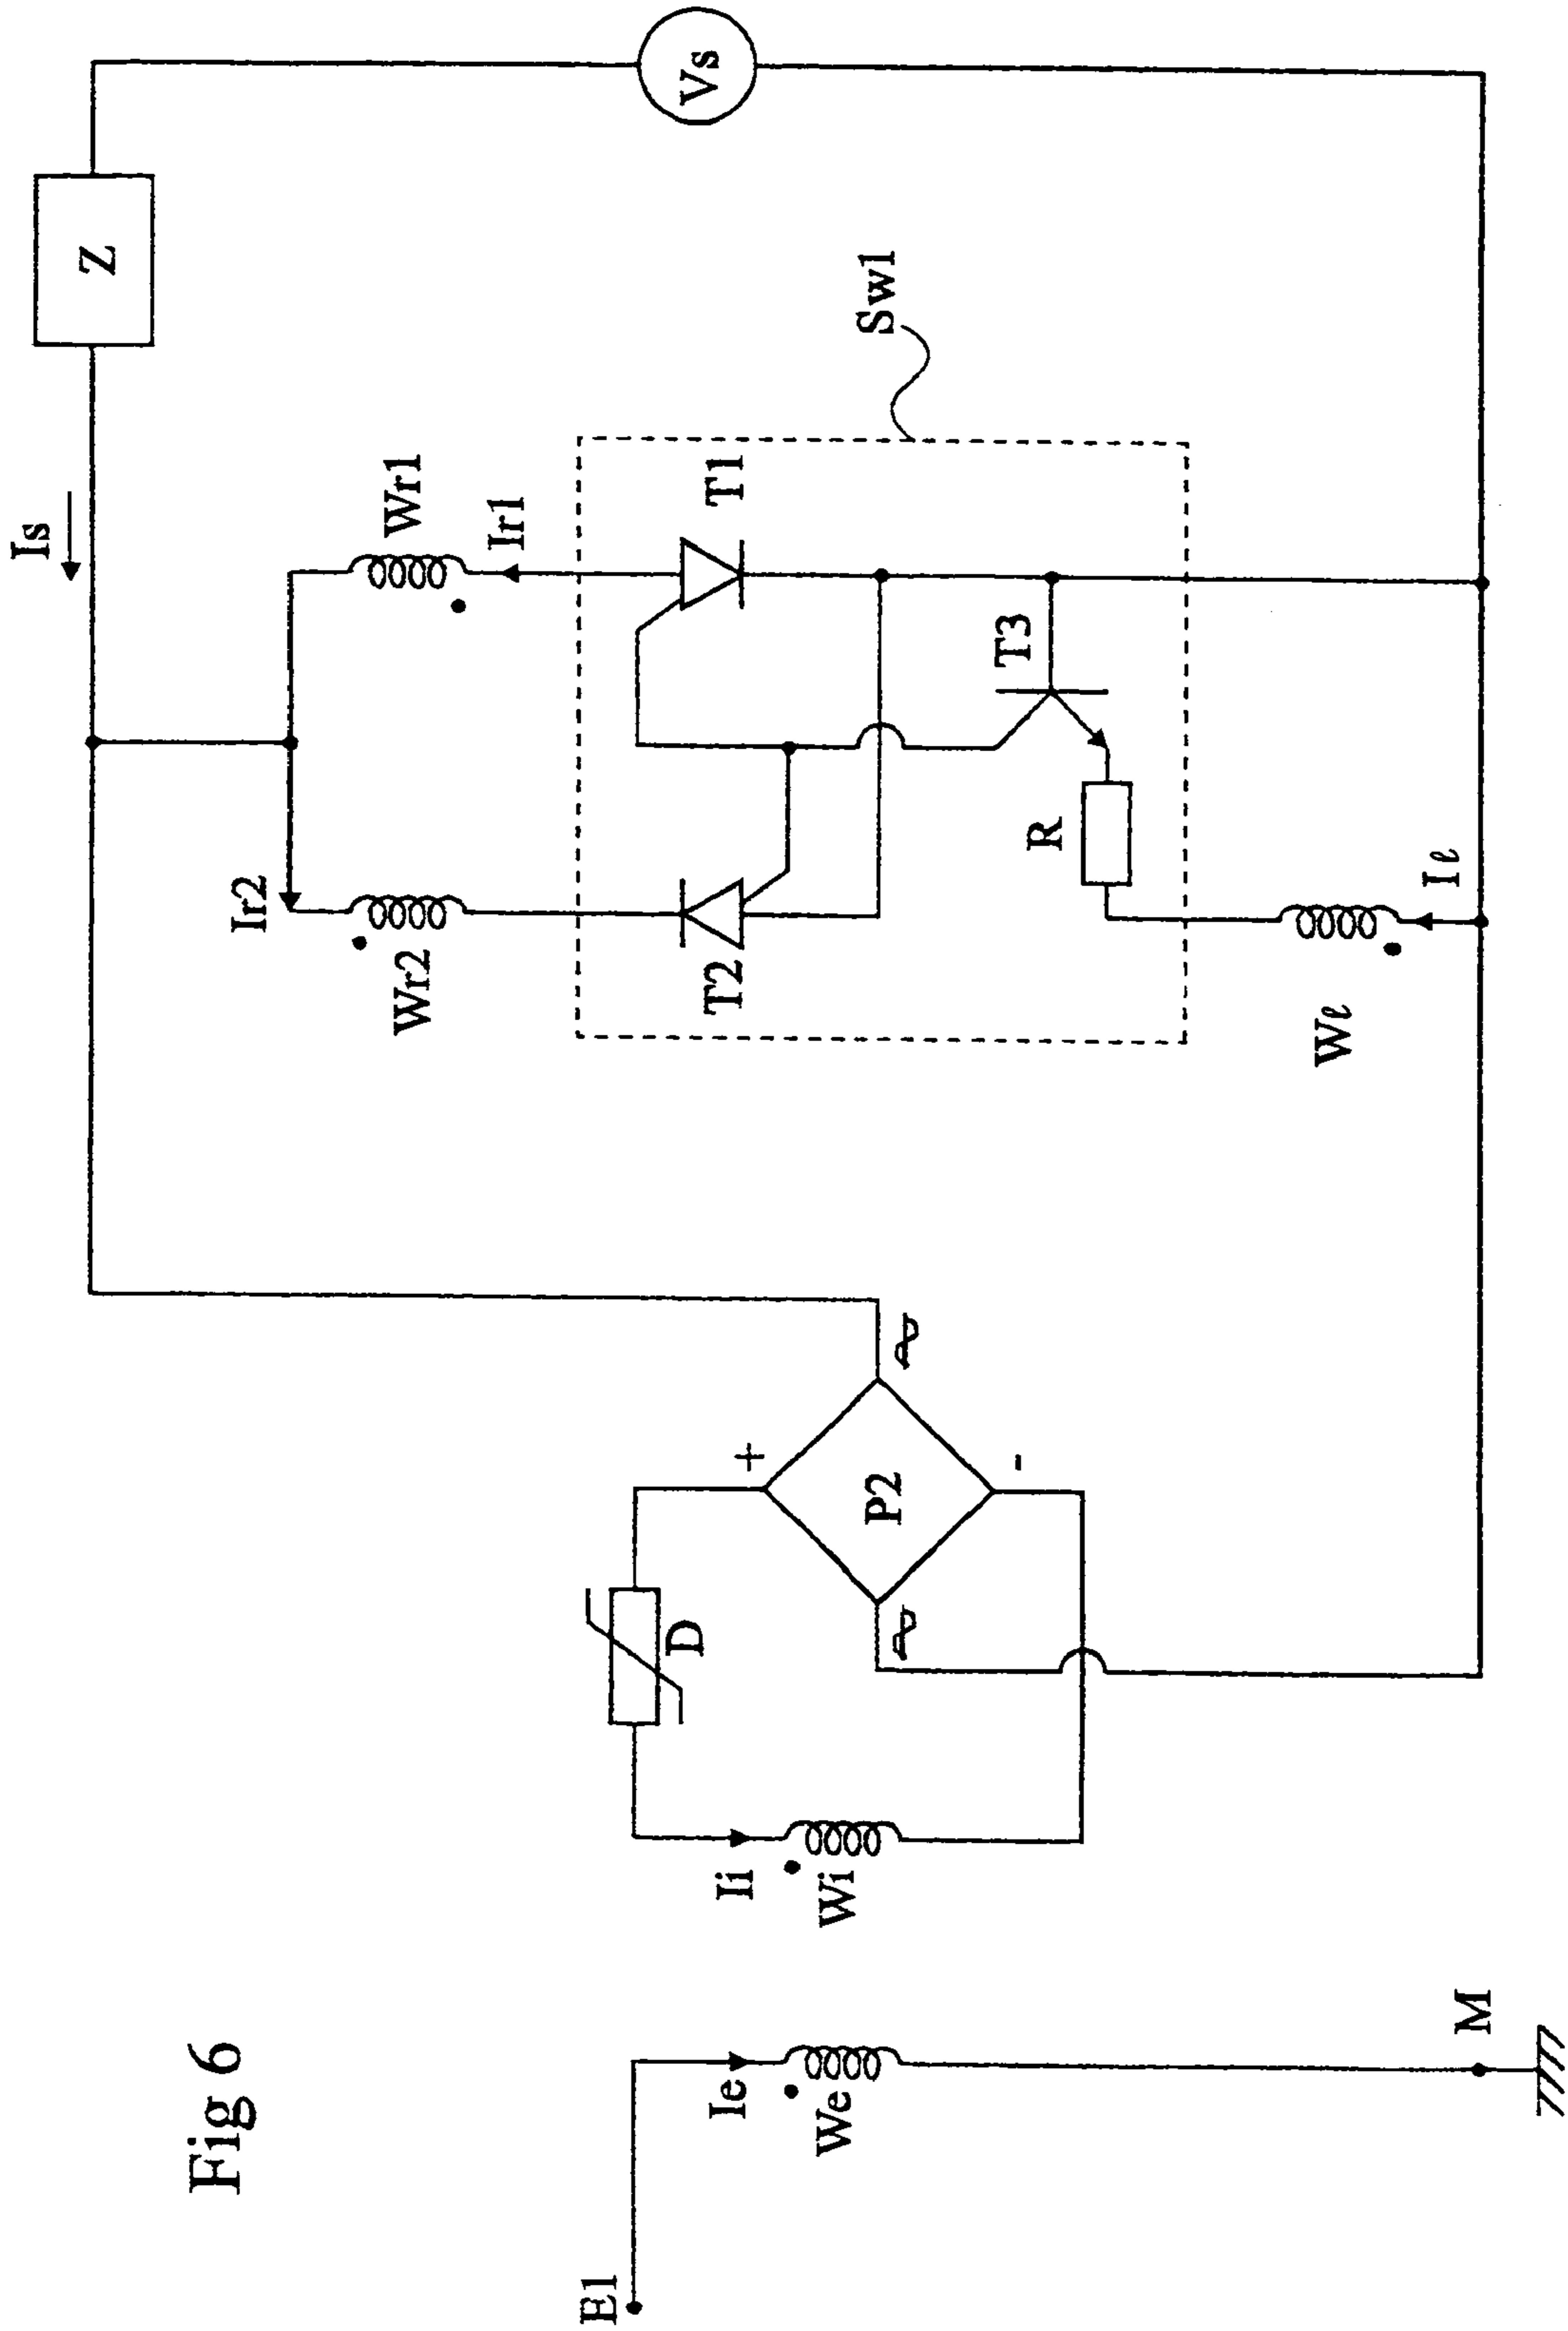 Fig 6
E1
Ie
We
M
Ii
Wi
D
P2
+
-
~
~
Is
Z
Vs
Ir2
Wr2
Wr1
Ir1
T2
T1
T3
R
Sw1
Wℓ
Iℓ